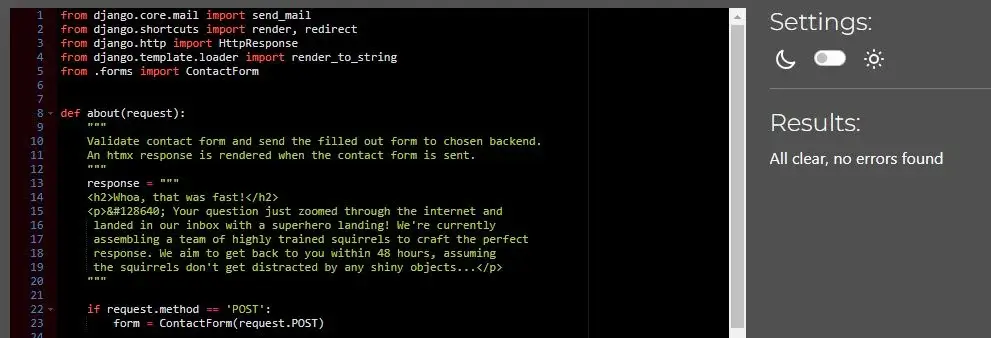 1 from django.core.mail import send_mail
2 from django.shortcuts import render, redirect
3 from django.http import HttpResponse
4 from django.template.loader import render_to_string
5 from .forms import ContactForm
6
7
8 def about(request):
9     """
10     Validate contact form and send the filled out form to chosen backend.
11     An htmx response is rendered when the contact form is sent.
12     """
13     response = """
14     <h2>Whoa, that was fast!</h2>
15     <p>&#128640; Your question just zoomed through the internet and
16      landed in our inbox with a superhero landing! We're currently
17      assembling a team of highly trained squirrels to craft the perfect
18      response. We aim to get back to you within 48 hours, assuming
19      the squirrels don't get distracted by any shiny objects...</p>
20     """
21
22     if request.method == 'POST':
23         form = ContactForm(request.POST)
24
Settings:
Results:
All clear, no errors found